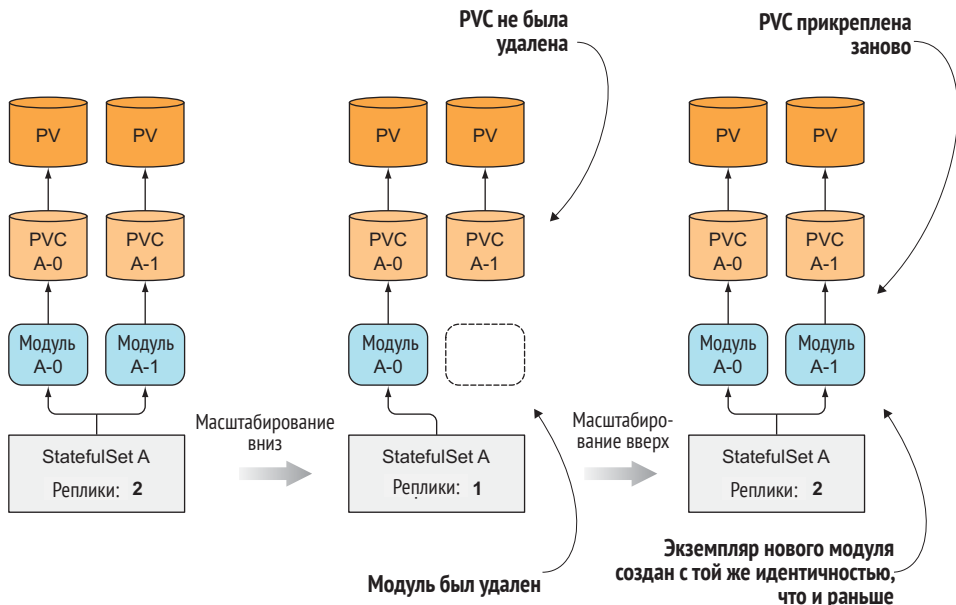 PVC не была
удалена
PVC прикреплена
заново
PV
PV
PVC
A-0
PVC
A-1
Модуль
A-0
Модуль
A-1
StatefulSet A
Реплики: 2
Масштабирование
вниз
PV
PV
PVC
A-0
PVC
A-1
Модуль
A-0
StatefulSet A
Реплики: 1
Модуль был удален
Масштабиро-
вание вверх
PV
PV
PVC
A-0
PVC
A-1
Модуль
A-0
Модуль
A-1
StatefulSet A
Реплики: 2
Экземпляр нового модуля
создан с той же идентичностью,
что и раньше